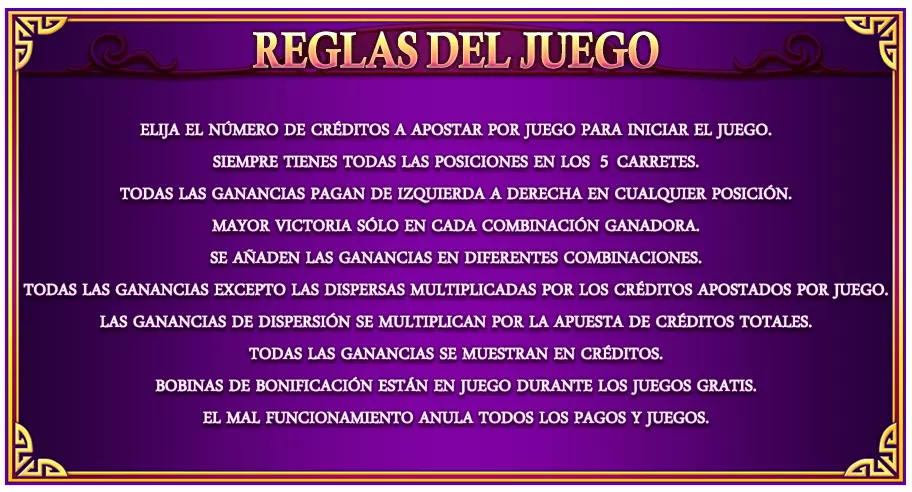 REGLAS DEL JUEGO
ELIJA EL NÚMERO DE CRÉDITOS A APOSTAR POR JUEGO PARA INICIAR EL JUEGO.
SIEMPRE TIENES TODAS LAS POSICIONES EN LOS 5 CARRETES.
TODAS LAS GANANCIAS PAGAN DE IZQUIERDA A DERECHA EN CUALQUIER POSICIÓN.
MAYOR VICTORIA SÓLO EN CADA COMBINACIÓN GANADORA.
SE AÑADEN LAS GANANCIAS EN DIFERENTES COMBINACIONES.
TODAS LAS GANANCIAS EXCEPTO LAS DISPERSAS MULTIPLICADAS POR LOS CRÉDITOS APOSTADOS POR JUEGO.
LAS GANANCIAS DE DISPERSIÓN SE MULTIPLICAN POR LA APUESTA DE CRÉDITOS TOTALES.
TODAS LAS GANANCIAS SE MUESTRAN EN CRÉDITOS.
BOBINAS DE BONIFICACIÓN ESTÁN EN JUEGO DURANTE LOS JUEGOS GRATIS.
EL MAL FUNCIONAMIENTO ANULA TODOS LOS PAGOS Y JUEGOS.